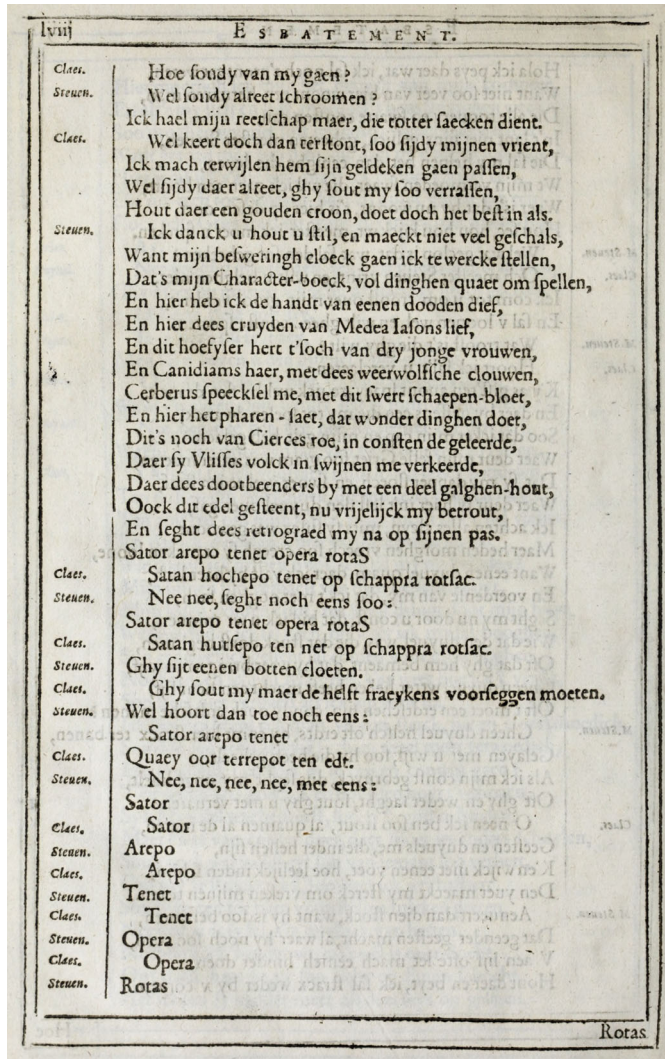 lviij
ESBATEMENT.
Claes. Hoe soudy van my gaen?
Steuen. Wel soudy alreet schroomen?
Ick hael mijn reetschap maer, die totter saecken dient.
Claes. Wel keert doch dan terstont, soo sijdy mijnen vrient,
Ick mach terwijlen hem sijn geldeken gaen passen,
Wel sijdy daer alreet, ghy sout my soo verrassen,
Hout daer een gouden croon, doet doch het best in als.
Steuen. Ick danck u hout u stil, en maeckt niet veel geschals,
Want mijn besweringh cloeck gaen ick te wercke stellen,
Dat's mijn Character-boeck, vol dinghen quaet om spellen,
En hier heb ick de handt van eenen dooden dief,
En hier dees cruyden van Medea Iasons lief,
En dit hoefyser hert t'soch van dry jonge vrouwen,
En Canidiams haer, met dees weerwolfsche clouwen,
Cerberus speecksel me, met dit swert schaepen-bloet,
En hier het pharen-saet, dat wonder dinghen doet,
Dit's noch van Cierces roe, in consten de geleerde,
Daer sy Vlisses volck in swijnen me verkeerde,
Daer dees dootbeenders by met een deel galghen-hout,
Oock dit edel gesteent, nu vrijelijck my betrout,
En seght dees retrograed my na op sijnen pas.
Sator arepo tenet opera rotaS
Claes. Satan hochepo tenet op schappra rotsac.
Steuen. Nee nee, seght noch eens soo:
Sator arepo tenet opera rotaS
Claes. Satan hutsepo ten net op schappra rotsac.
Steuen. Ghy sijt eenen botten cloeten.
Claes. Ghy sout my maer de helft fraeykens voorseggen moeten.
Steuen. Wel hoort dan toe noch eens:
Sator arepo tenet
Claes. Quaey oor terrepot ten edt.
Steuen. Nee, nee, nee, nee, met eens:
Sator
Claes. Sator
Steuen. Arepo
Claes. Arepo
Steuen. Tenet
Claes. Tenet
Steuen. Opera
Claes. Opera
Steuen. Rotas
Rotas